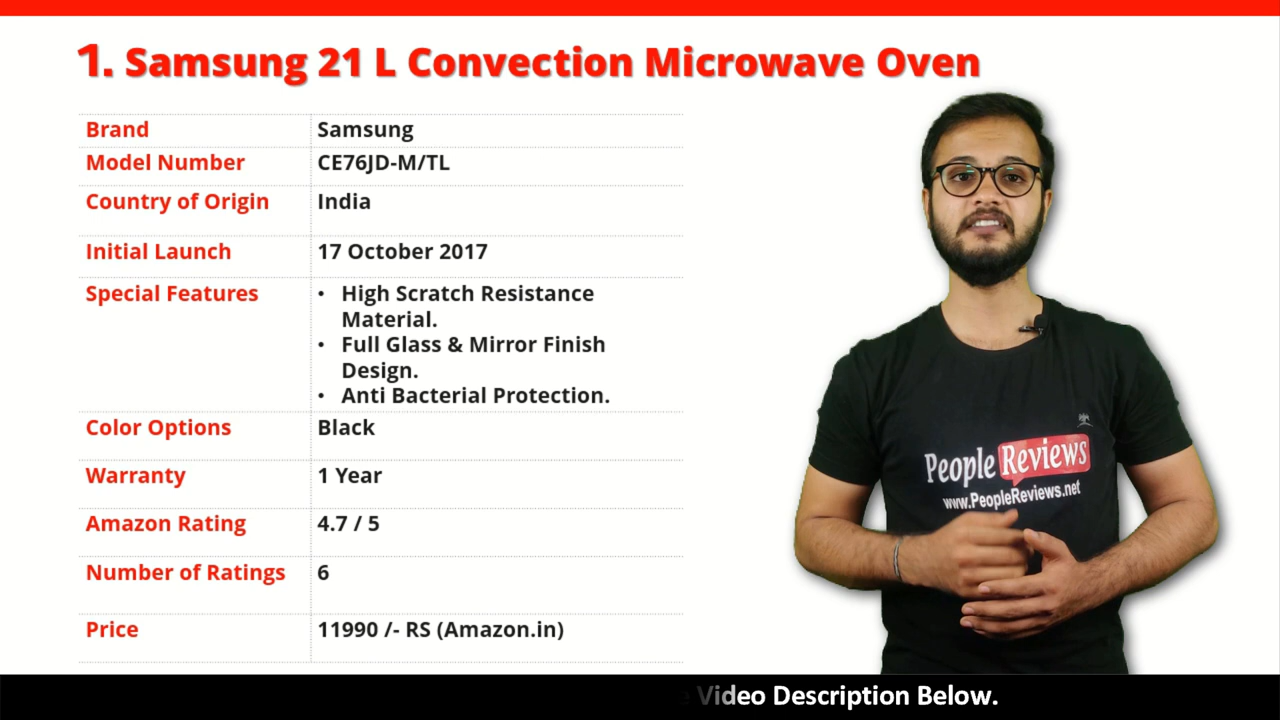 1. Samsung 21 L Convection Microwave Oven
Brand Samsung
Model Number CE76JD-M/TL
Country of Origin India
Initial Launch 17 October 2017
Special Features • High Scratch Resistance
Material.
• Full Glass & Mirror Finish
Design.
• Anti Bacterial Protection.
Color Options Black
Warranty 1 Year
Amazon Rating 4.7 / 5
Number of Ratings 6
Price 11990 /- RS (Amazon.in)
People Reviews
www.PeopleReviews.net
Video Description Below.